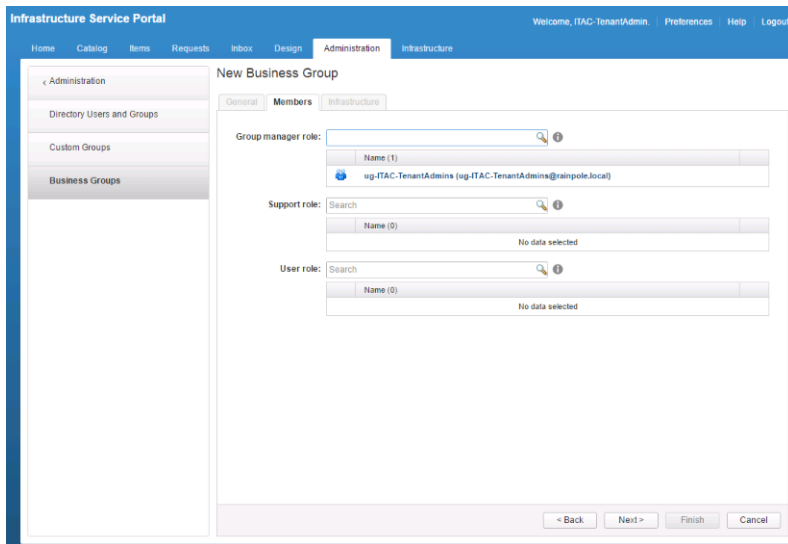 Infrastructure Service Portal
Welcome, ITAC-TenantAdmin. Preferences Help Logout
Home Catalog Items Requests Inbox Design Administration Infrastructure
< Administration
Directory Users and Groups
Custom Groups
Business Groups
New Business Group
General Members Infrastructure
Group manager role:
Name (1)
ug-ITAC-TenantAdmins (ug-ITAC-TenantAdmins@rainpole.local)
Support role: Search
Name (0)
No data selected
User role: Search
Name (0)
No data selected
< Back Next > Finish Cancel